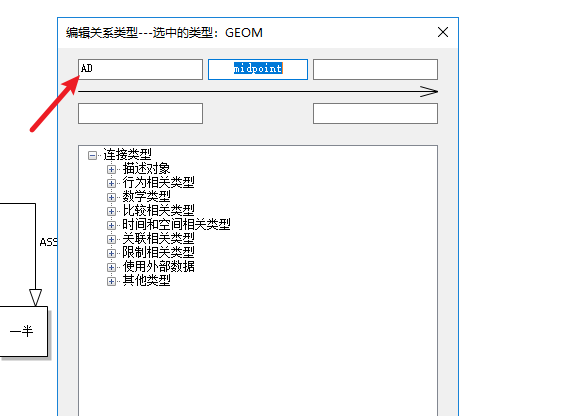 编辑关系类型---选中的类型：GEOM
AD
midpoint
连接类型
描述对象
行为相关类型
数学类型
比较相关类型
时间和空间相关类型
关联相关类型
限制相关类型
使用外部数据
其他类型
ASS
一半